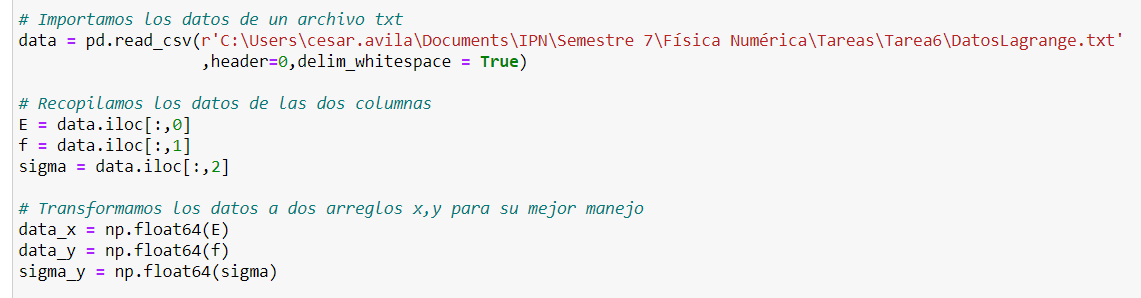 # Importamos los datos de un archivo txt
data = pd.read_csv(r'C:\Users\cesar.avila\Documents\IPN\Semestre 7\Física Numérica\Tareas\Tarea6\DatosLagrange.txt'
,header=0,delim_whitespace = True)
# Recopilamos los datos de las dos columnas
E = data.iloc[:,0]
f = data.iloc[:,1]
sigma = data.iloc[:,2]
# Transformamos los datos a dos arreglos x,y para su mejor manejo
data_x = np.float64(E)
data_y = np.float64(f)
sigma_y = np.float64(sigma)